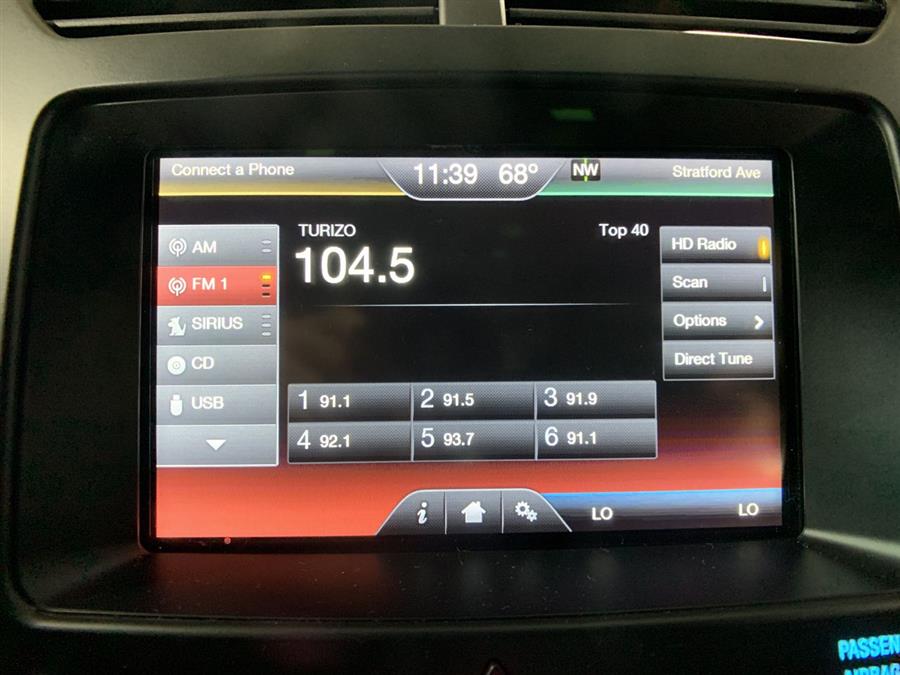 Connect a Phone
11:39 68°
NW
Stratford Ave
AM
FM 1
SIRIUS
CD
USB
TURIZO
Top 40
104.5
HD Radio
Scan
Options
Direct Tune
1 91.1
2 91.5
3 91.9
4 92.1
5 93.7
6 91.1
i
LO
LO
PASSEN
AIRBAG